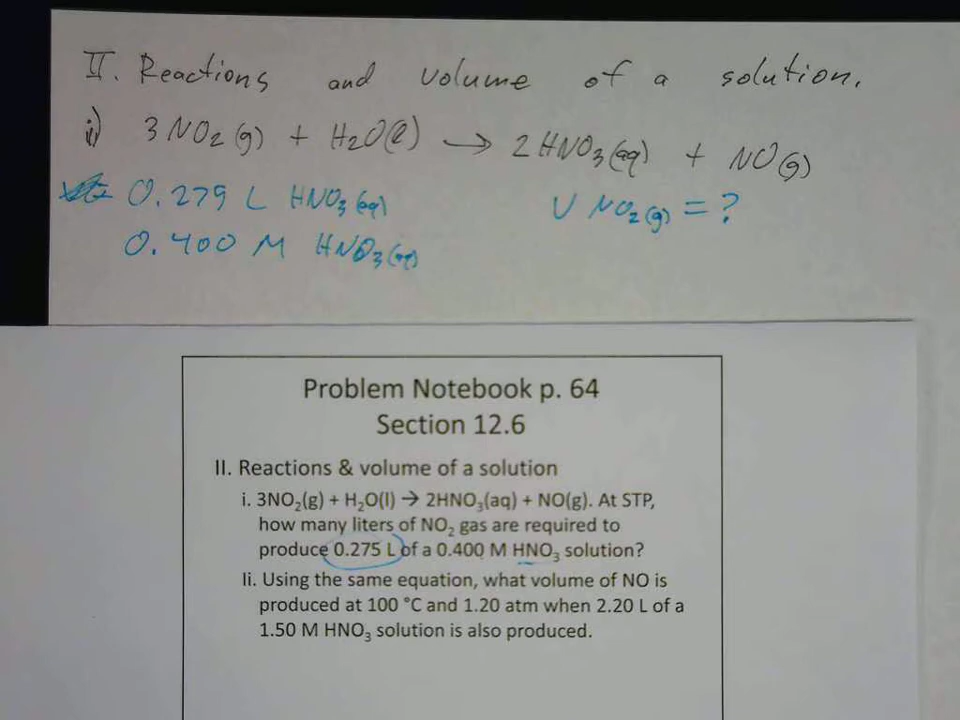 II. Reactions and volume of a solution.
i) 3 NO₂(g) + H₂O(l) → 2 HNO₃(aq) + NO(g)
0.279 L HNO₃(aq) V NO₂(g) = ?
0.400 M HNO₃(aq)
Problem Notebook p. 64
Section 12.6
II. Reactions & volume of a solution
i. 3NO₂(g) + H₂O(l) → 2HNO₃(aq) + NO(g). At STP,
how many liters of NO₂ gas are required to
produce 0.275 L of a 0.400 M HNO₃ solution?
Ii. Using the same equation, what volume of NO is
produced at 100 °C and 1.20 atm when 2.20 L of a
1.50 M HNO₃ solution is also produced.